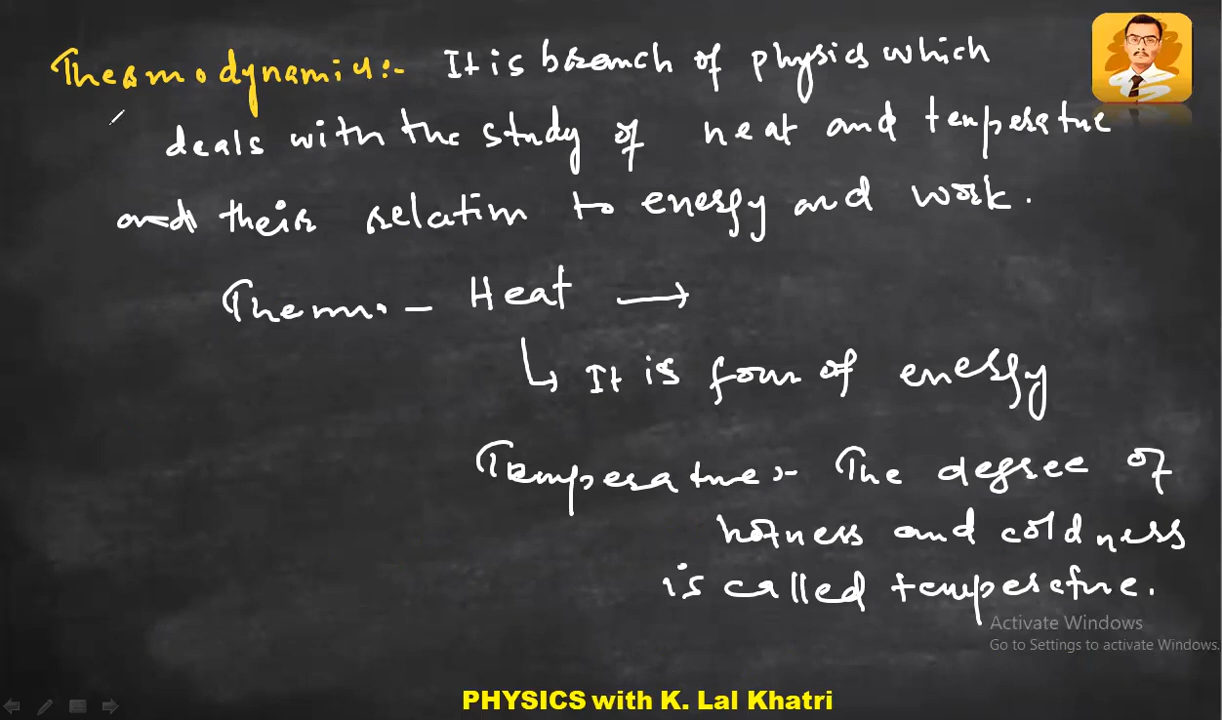 Thermodynamics:- It is branch of physics which
deals with the study of heat and temperature
and their relation to energy and work.
Thermo - Heat →
↳ It is form of energy
Temperature:- The degree of
hotness and coldness
is called temperature.
Activate Windows
Go to Settings to activate Windows.
PHYSICS with K. Lal Khatri